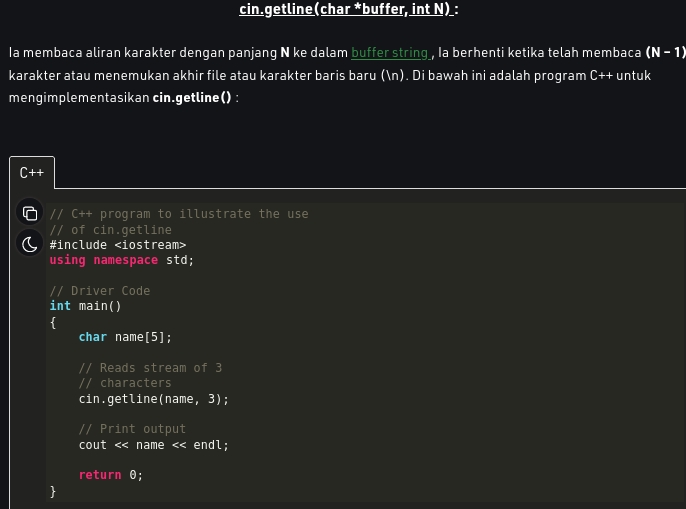 cin.getline(char *buffer, int N) :
Ia membaca aliran karakter dengan panjang N ke dalam buffer string , Ia berhenti ketika telah membaca (N – 1)
karakter atau menemukan akhir file atau karakter baris baru (\n). Di bawah ini adalah program C++ untuk
mengimplementasikan cin.getline() :
C++
// C++ program to illustrate the use
// of cin.getline
#include <iostream>
using namespace std;
// Driver Code
int main()
{
    char name[5];
    // Reads stream of 3
    // characters
    cin.getline(name, 3);
    // Print output
    cout << name << endl;
    return 0;
}